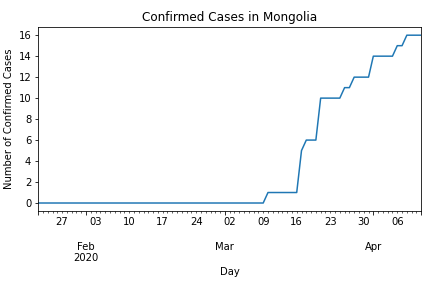 Confirmed Cases in Mongolia
Number of Confirmed Cases
16
14
12
10
8
6
4
2
0
27 03 10 17 24 02 09 16 23 30 06
Feb Mar Apr
2020
Day